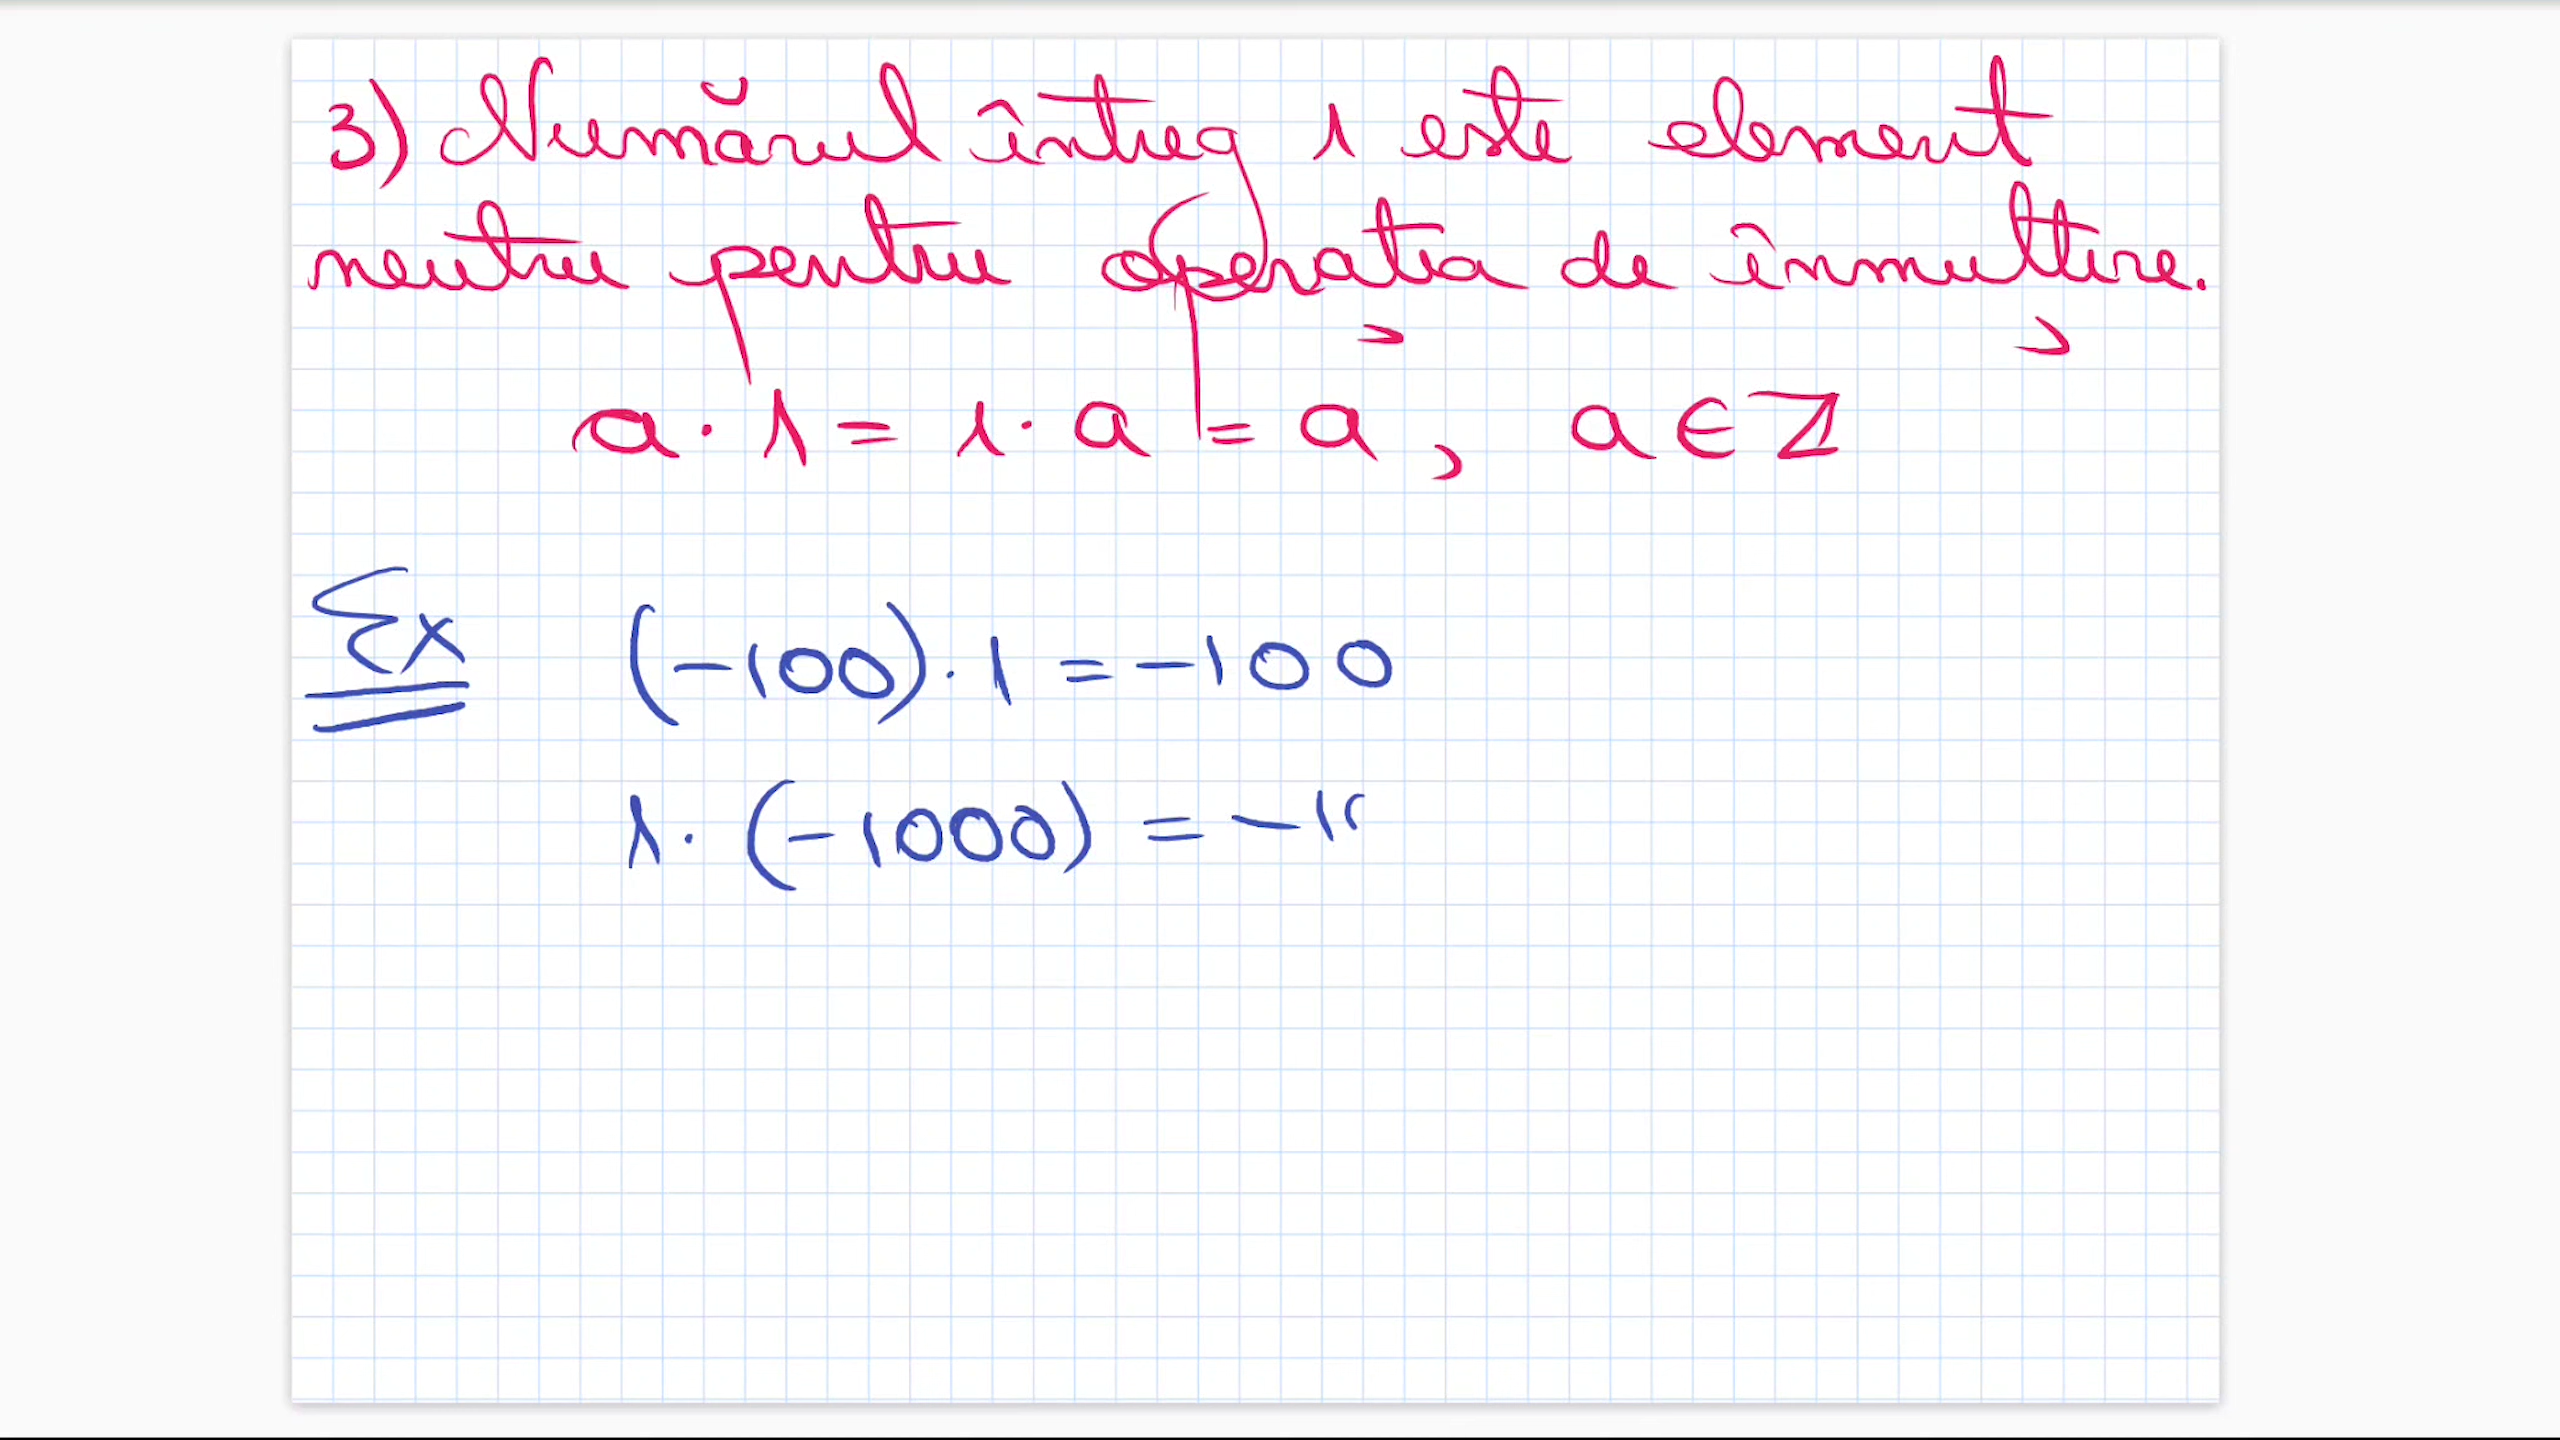 3) Numărul întreg 1 este element
neutru pentru operația de înmulțire.
a · 1 = 1 · a = a , a ∈ Z
Ex (-100) · 1 = -100
1 · (-1000) = -1